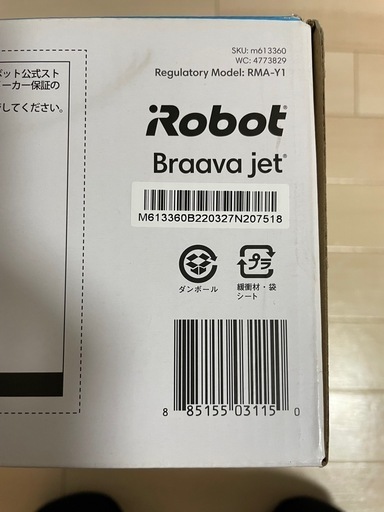 SKU: m613360
WC: 4773829
Regulatory Model: RMA-Y1
ボット公式スト
ーカー保証の
してください。
iRobot
Braava jet®
M613360B220327N207518
プラ
ダンボール
緩衝材・袋
シート
8 85155 03115 0